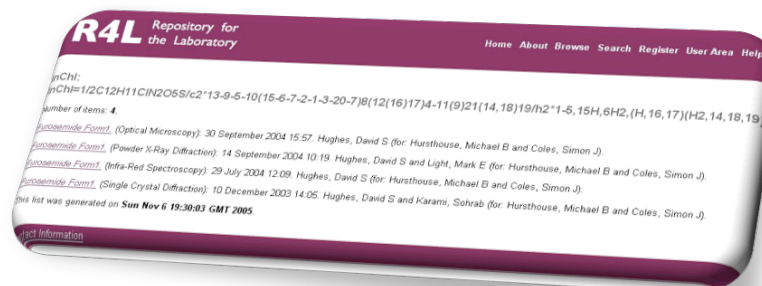 R4L Repository for
the Laboratory
Home About Browse Search Register User Area Help
nChI:
nChI=1/2C12H11ClN2O5S/c2*13-9-5-10(15-6-7-2-1-3-20-7)8(12(16)17)4-11(9)21(14,18)19/h2*1-5,15H,6H2,(H,16,17)(H2,14,18,19
number of items: 4.
Furosemide Form1. (Optical Microscopy): 30 September 2004 15:57. Hughes, David S (for: Hursthouse, Michael B and Coles, Simon J).
Furosemide Form1. (Powder X-Ray Diffraction): 14 September 2004 10:19. Hughes, David S and Light, Mark E (for: Hursthouse, Michael B and Coles, Simon J).
Furosemide Form1. (Infra-Red Spectroscopy): 29 July 2004 12:09. Hughes, David S (for: Hursthouse, Michael B and Coles, Simon J).
Furosemide Form1. (Single Crystal Diffraction): 10 December 2003 14:05. Hughes, David S and Karami, Sohrab (for: Hursthouse, Michael B and Coles, Simon J).
this list was generated on Sun Nov 6 19:30:03 GMT 2005.
ntact Information